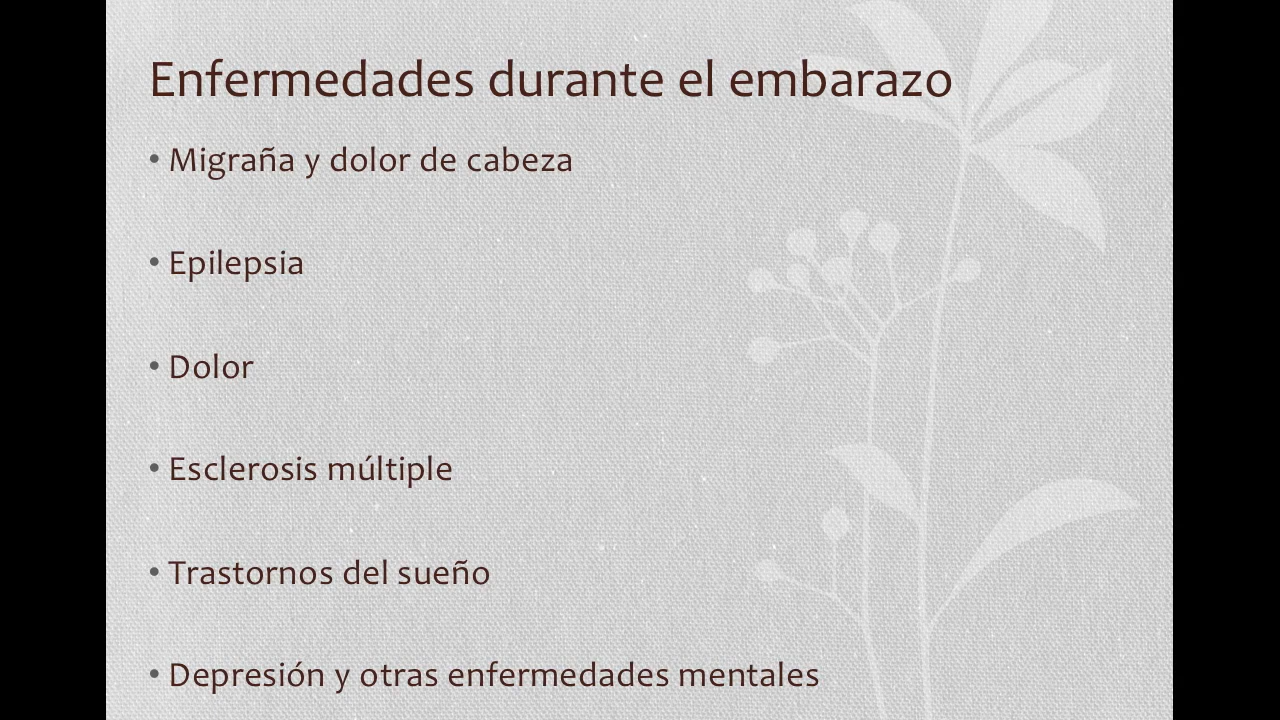 Enfermedades durante el embarazo
• Migraña y dolor de cabeza
• Epilepsia
• Dolor
• Esclerosis múltiple
• Trastornos del sueño
• Depresión y otras enfermedades mentales